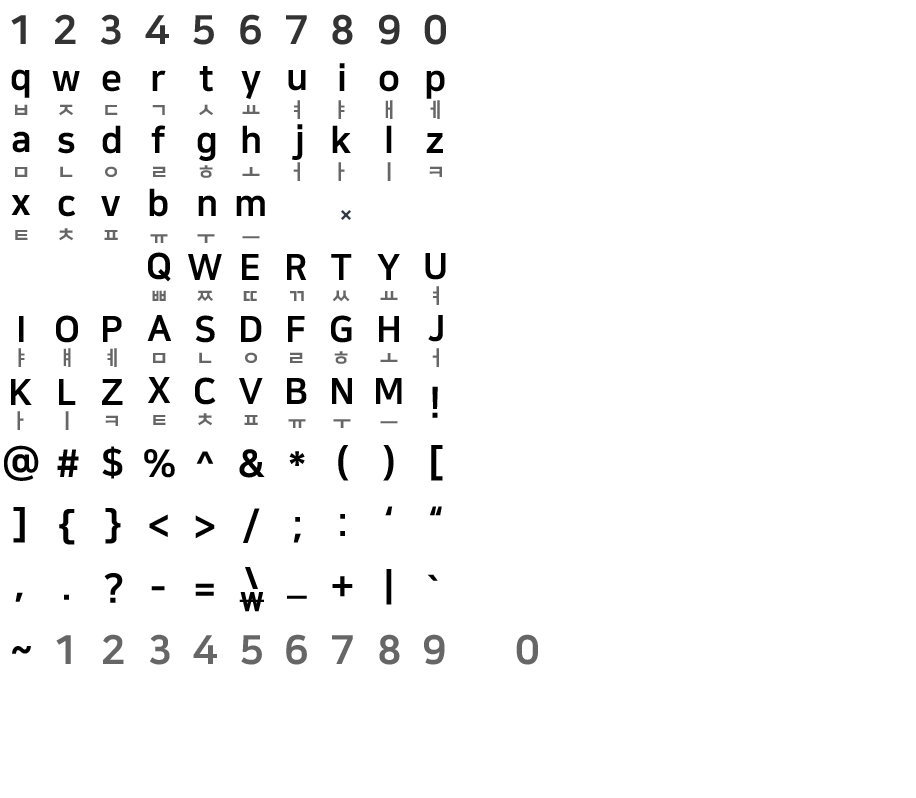 1 2 3 4 5 6 7 8 9 0
q w e r t y u i o p
ㅂ ㅈ ㄷ ㄱ ㅅ ㅛ ㅕ ㅑ ㅐ ㅔ
a s d f g h j k l z
ㅁ ㄴ ㅇ ㄹ ㅎ ㅗ ㅓ ㅏ ㅣ ㅋ
x c v b n m ×
ㅌ ㅊ ㅍ ㅠ ㅜ ㅡ
Q W E R T Y U
ㅃ ㅉ ㄸ ㄲ ㅆ ㅛ ㅕ
I O P A S D F G H J
ㅑ ㅒ ㅖ ㅁ ㄴ ㅇ ㄹ ㅎ ㅗ ㅓ
K L Z X C V B N M !
ㅏ ㅣ ㅋ ㅌ ㅊ ㅍ ㅠ ㅜ ㅡ
@ # $ % ^ & * ( ) [
] { } < > / ; : ‘ “
, . ? - = \ _ + | `
₩
~ 1 2 3 4 5 6 7 8 9 0